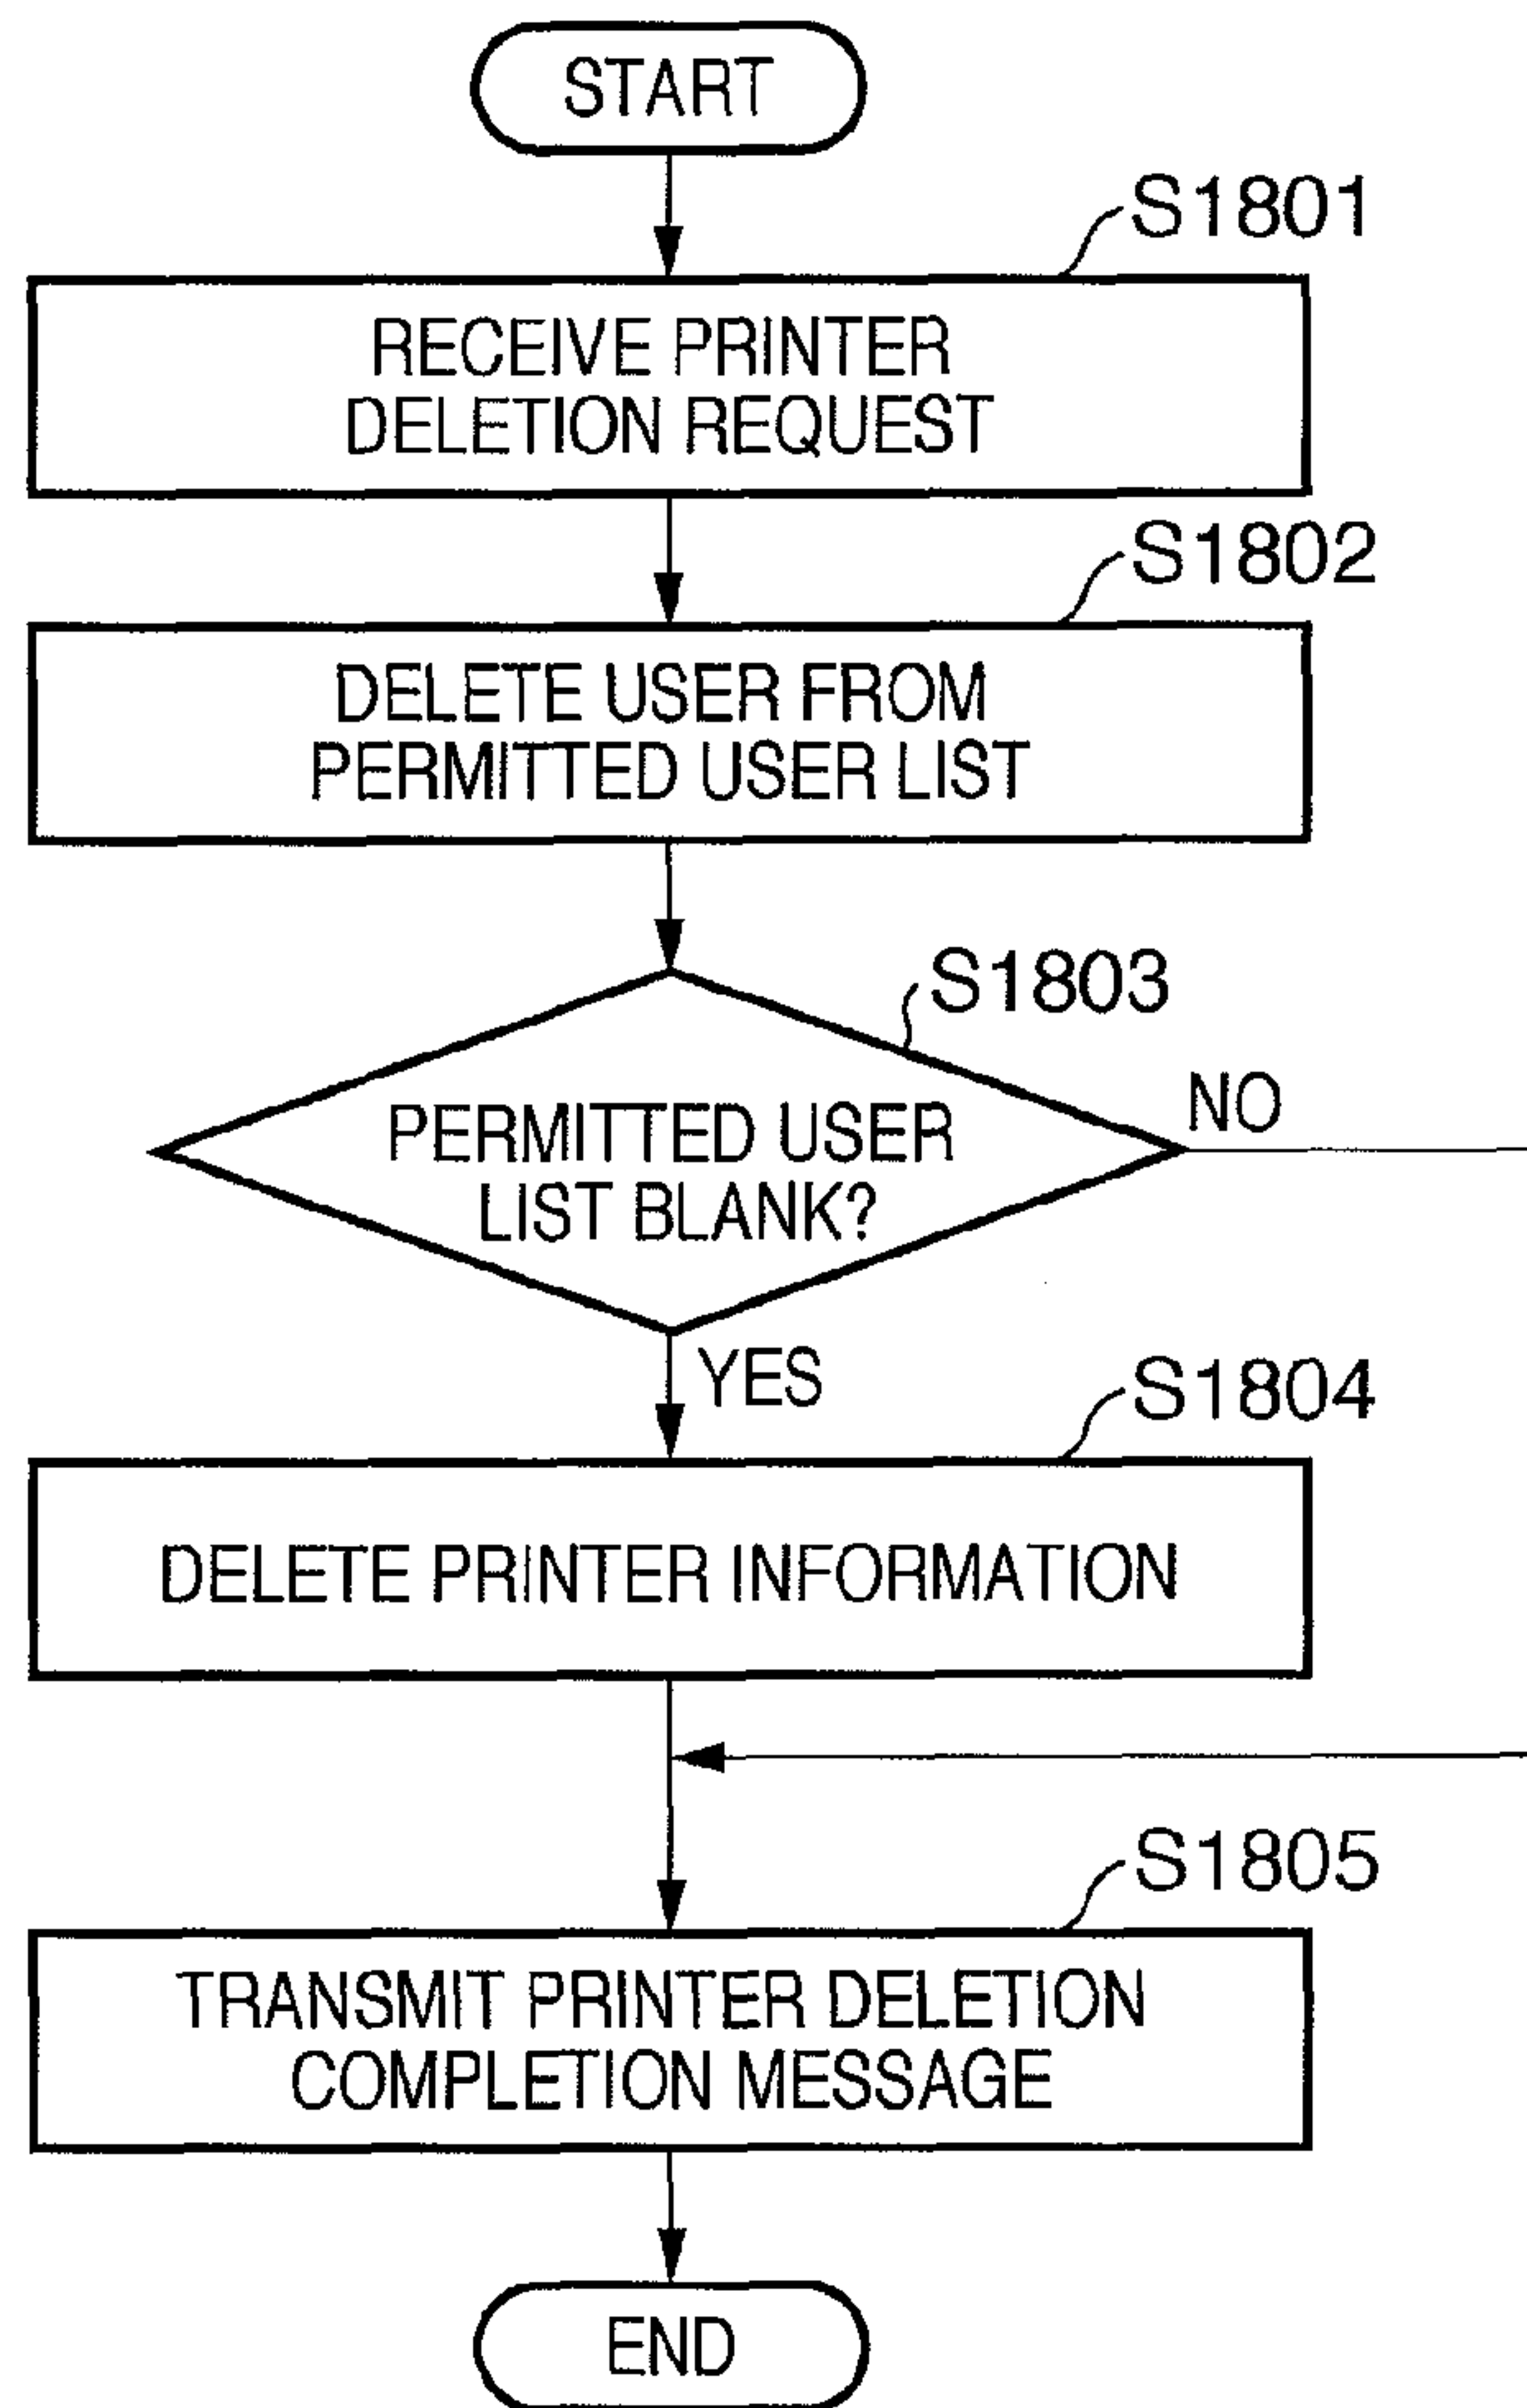 START
S1801
RECEIVE PRINTER
DELETION REQUEST
S1802
DELETE USER FROM
PERMITTED USER LIST
S1803
PERMITTED USER
LIST BLANK?
NO
YES
S1804
DELETE PRINTER INFORMATION
S1805
TRANSMIT PRINTER DELETION
COMPLETION MESSAGE
END